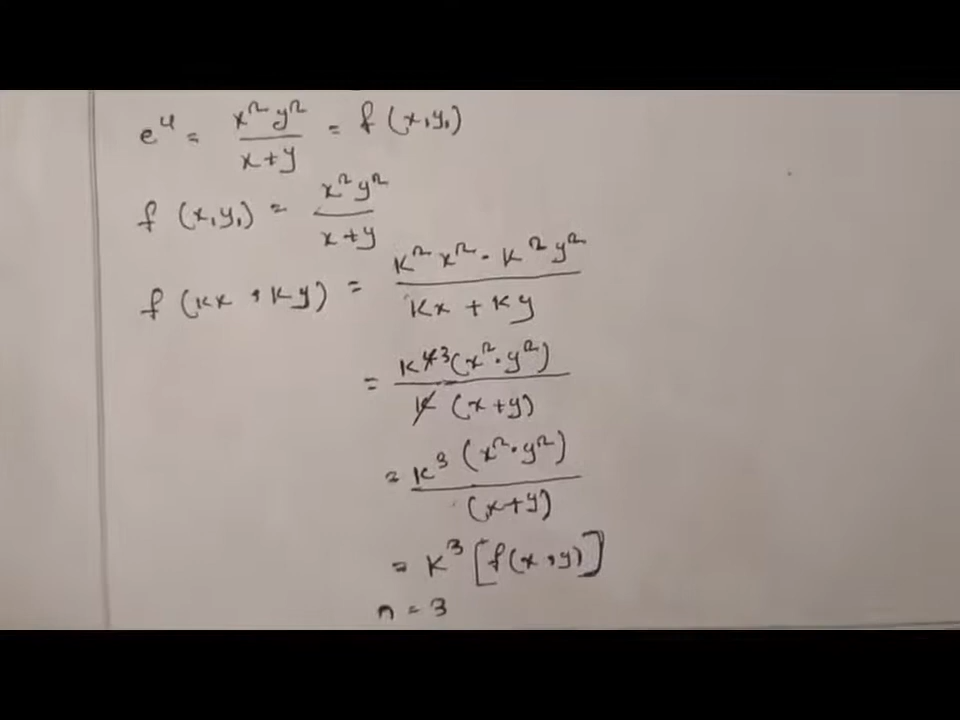 e^u = x²y² / x+y = f(x,y,)
f(x,y,) = x²y² / x+y
f(kx, ky) = k²x² · k²y² / kx + ky
= k⁴³(x²·y²) / k(x+y)
= k³(x²·y²) / (x+y)
= k³[f(x,y)]
n = 3